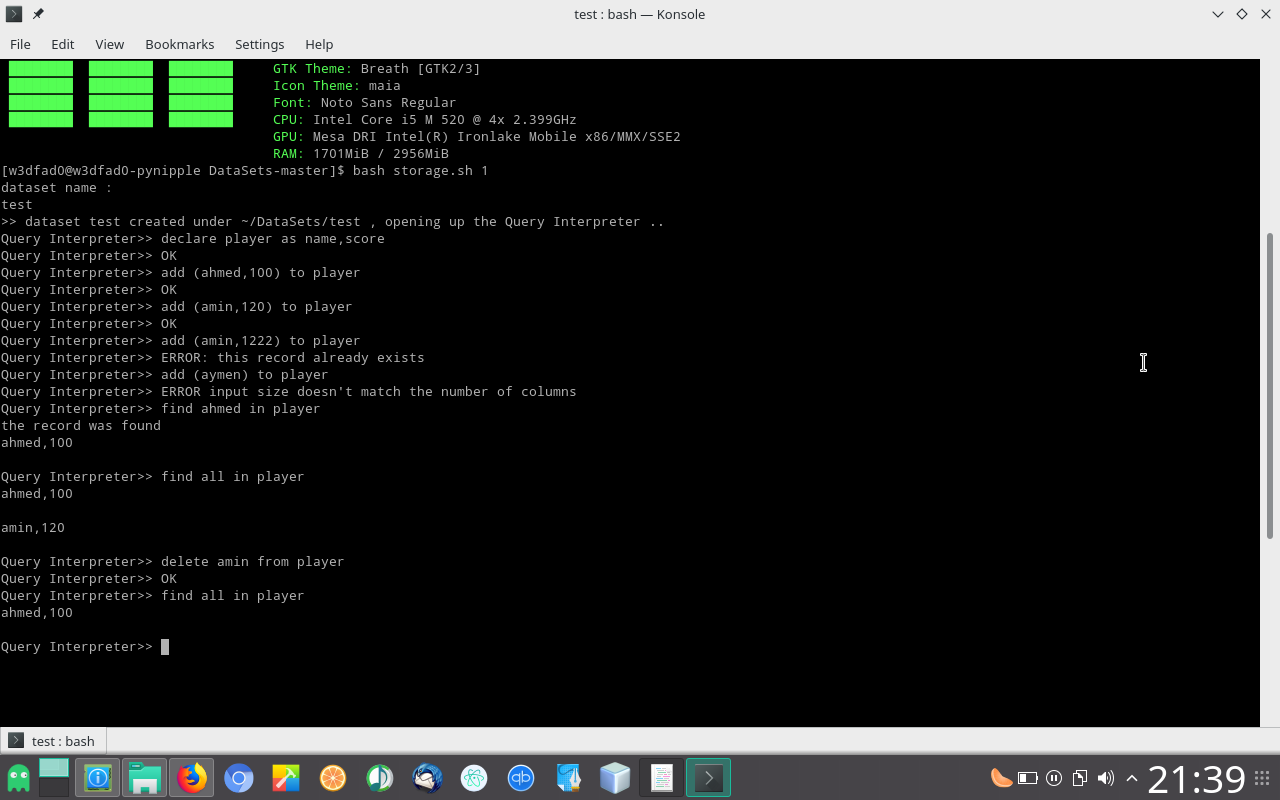 test : bash — Konsole
File Edit View Bookmarks Settings Help
GTK Theme: Breath [GTK2/3]
Icon Theme: maia
Font: Noto Sans Regular
CPU: Intel Core i5 M 520 @ 4x 2.399GHz
GPU: Mesa DRI Intel(R) Ironlake Mobile x86/MMX/SSE2
RAM: 1701MiB / 2956MiB
[w3dfad0@w3dfad0-pynipple DataSets-master]$ bash storage.sh 1
dataset name :
test
>> dataset test created under ~/DataSets/test , opening up the Query Interpreter ..
Query Interpreter>> declare player as name,score
Query Interpreter>> OK
Query Interpreter>> add (ahmed,100) to player
Query Interpreter>> OK
Query Interpreter>> add (amin,120) to player
Query Interpreter>> OK
Query Interpreter>> add (amin,1222) to player
Query Interpreter>> ERROR: this record already exists
Query Interpreter>> add (aymen) to player
Query Interpreter>> ERROR input size doesn't match the number of columns
Query Interpreter>> find ahmed in player
the record was found
ahmed,100
Query Interpreter>> find all in player
ahmed,100
amin,120
Query Interpreter>> delete amin from player
Query Interpreter>> OK
Query Interpreter>> find all in player
ahmed,100
Query Interpreter>>
test : bash
qb
21:39